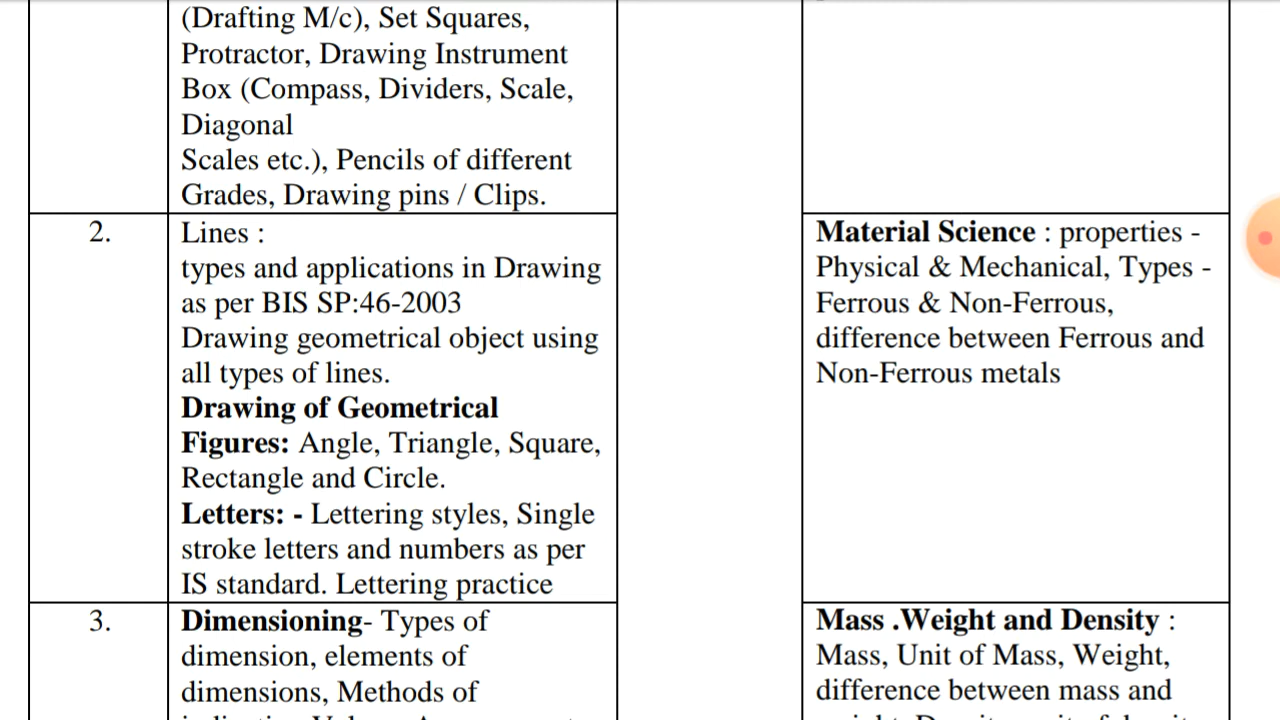 (Drafting M/c), Set Squares,
Protractor, Drawing Instrument
Box (Compass, Dividers, Scale,
Diagonal
Scales etc.), Pencils of different
Grades, Drawing pins / Clips.
2.
Lines :
types and applications in Drawing
as per BIS SP:46-2003
Drawing geometrical object using
all types of lines.
Drawing of Geometrical
Figures: Angle, Triangle, Square,
Rectangle and Circle.
Letters: - Lettering styles, Single
stroke letters and numbers as per
IS standard. Lettering practice
Material Science : properties -
Physical & Mechanical, Types -
Ferrous & Non-Ferrous,
difference between Ferrous and
Non-Ferrous metals
3.
Dimensioning- Types of
dimension, elements of
dimensions, Methods of
Mass .Weight and Density :
Mass, Unit of Mass, Weight,
difference between mass and